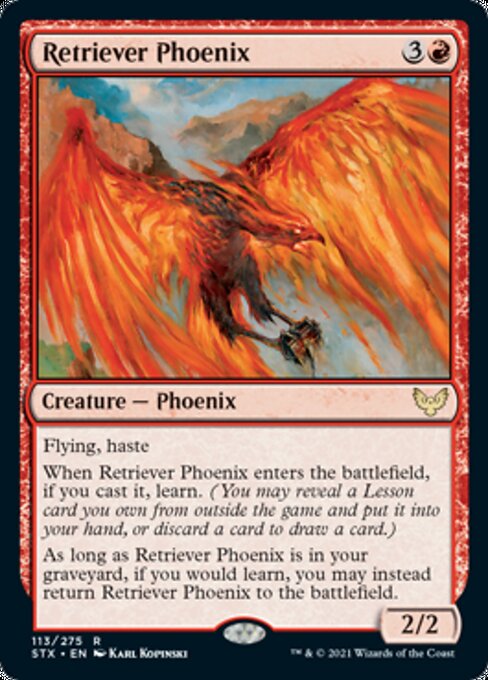 Retriever Phoenix 3
Creature — Phoenix
Flying, haste
When Retriever Phoenix enters the battlefield,
if you cast it, learn. (You may reveal a Lesson
card you own from outside the game and put it into
your hand, or discard a card to draw a card.)
As long as Retriever Phoenix is in your
graveyard, if you would learn, you may instead
return Retriever Phoenix to the battlefield.
2/2
113/275 R
STX • EN Karl Kopinski
™ & © 2021 Wizards of the Coast